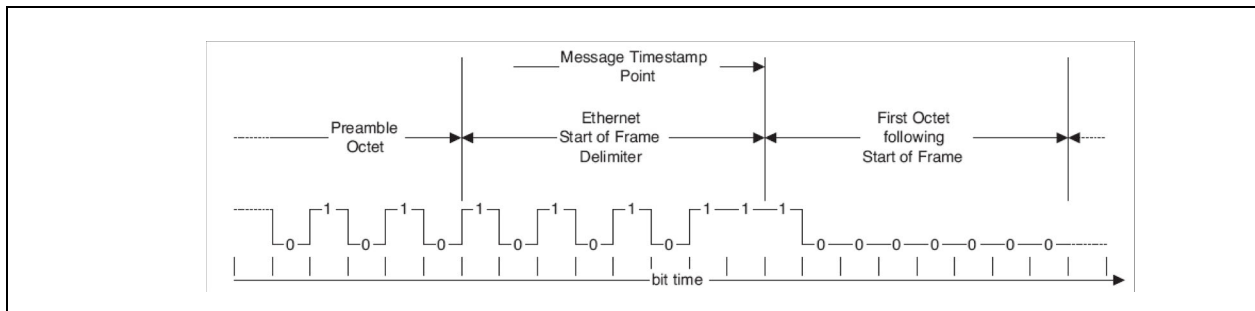 Message Timestamp
Point
Preamble
Octet
Ethernet
Start of Frame
Delimiter
First Octet
following
Start of Frame
0 1 0 1 0 1 0 1 0 1 0 1 1 1 0 0 0 0 0 0 0
bit time